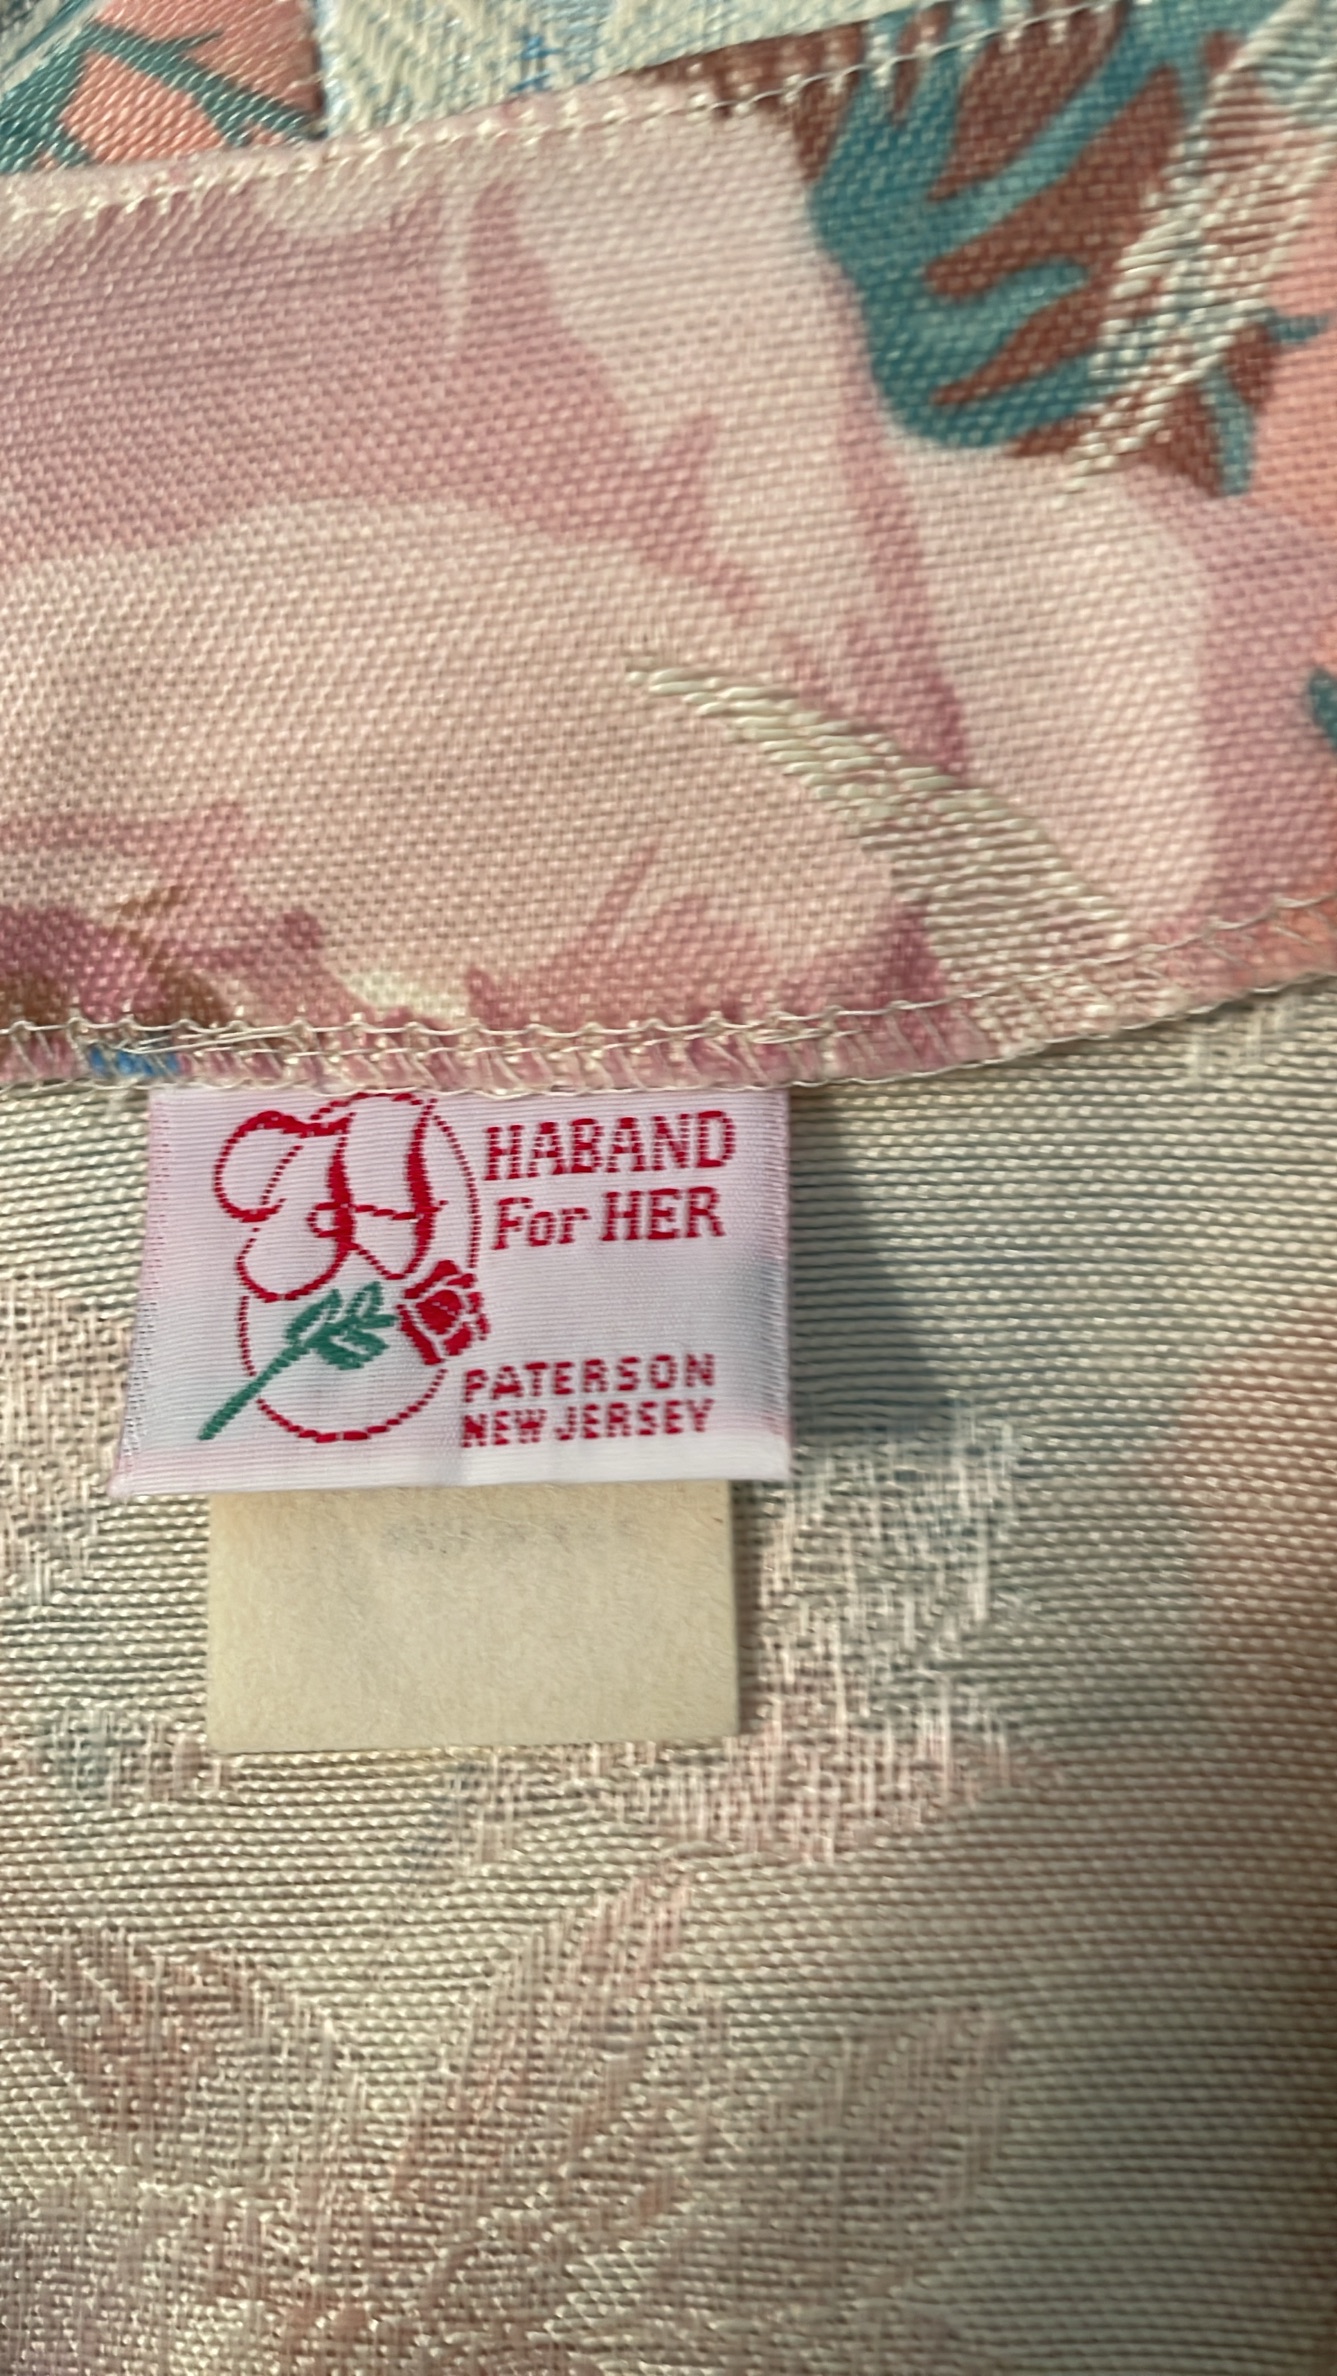 H
HABAND
For HER
PATERSON
NEW JERSEY